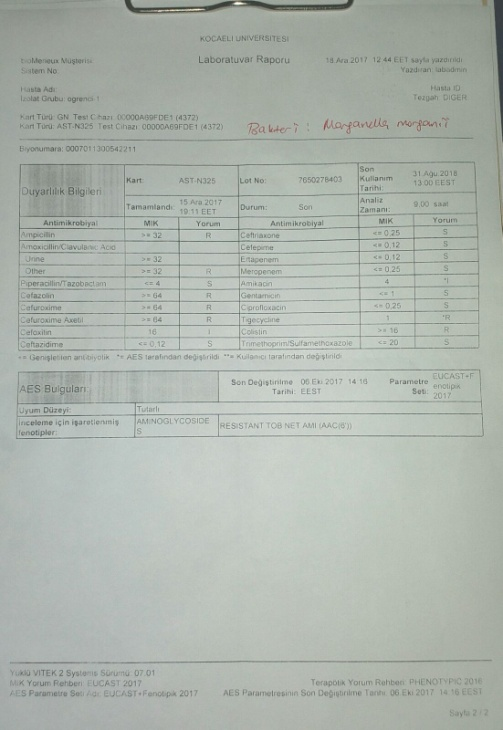 KOCAELI UNIVERSITESI
bioMerieux Müşterisi:
Laboratuvar Raporu
18.Ara.2017 12:44 EET sayfa yazdırıldı
Sistem No:
Yazdıran: labadmin
Hasta Adı:
Hasta ID:
İzolat Grubu: ogrenci-1
Tezgah: DIGER
Kart Türü: GN Test Cihazı: 00000A69FDE1 (4372)
Kart Türü: AST-N325 Test Cihazı: 00000A69FDE1 (4372)
Bakteri: Morganella morganii
Biyonumara: 0007011300542211
Duyarlılık Bilgileri
Kart: AST-N325 Lot No: 7650278403 Son Kullanım Tarihi: 31.Ağu.2018 13:00 EEST
Tamamlandı: 15.Ara.2017 19:11 EET Durum: Son Analiz Zamanı: 9.00 saat
Antimikrobiyal MIK Yorum Antimikrobiyal MIK Yorum
Ampicillin >= 32 R Ceftriaxone <= 0,25 S
Amoxicillin/Clavulanic Acid Cefepime <= 0,12 S
Urine >= 32 Ertapenem <= 0,12 S
Other >= 32 R Meropenem <= 0,25 S
Piperacillin/Tazobactam <= 4 S Amikacin 4 *I
Cefazolin >= 64 R Gentamicin <= 1 S
Cefuroxime >= 64 R Ciprofloxacin <= 0,25 S
Cefuroxime Axetil >= 64 R Tigecycline 1 *R
Cefoxitin 16 I Colistin >= 16 R
Ceftazidime <= 0,12 S Trimethoprim/Sulfamethoxazole <= 20 S
*= AES tarafından değiştirildi **= Kullanıcı tarafından değiştirildi
AES Bulguları:
Son Değiştirilme Tarihi: 06.Eki.2017 14:16 EEST Parametre Seti: EUCAST+Fenotipik 2017
Uyum Düzeyi: Tutarlı
İnceleme için işaretlenmiş fenotipler: AMINOGLYCOSIDES RESISTANT TOB NET AMI (AAC(6'))
Yüklü VITEK 2 Systems Sürümü: 07.01
MIK Yorum Rehberi: EUCAST 2017
Terapötik Yorum Rehberi: PHENOTYPIC 2016
AES Parametre Seti Adı: EUCAST+Fenotipik 2017
AES Parametresinin Son Değiştirilme Tarihi: 06.Eki.2017 14:16 EEST
Sayfa 2 / 2